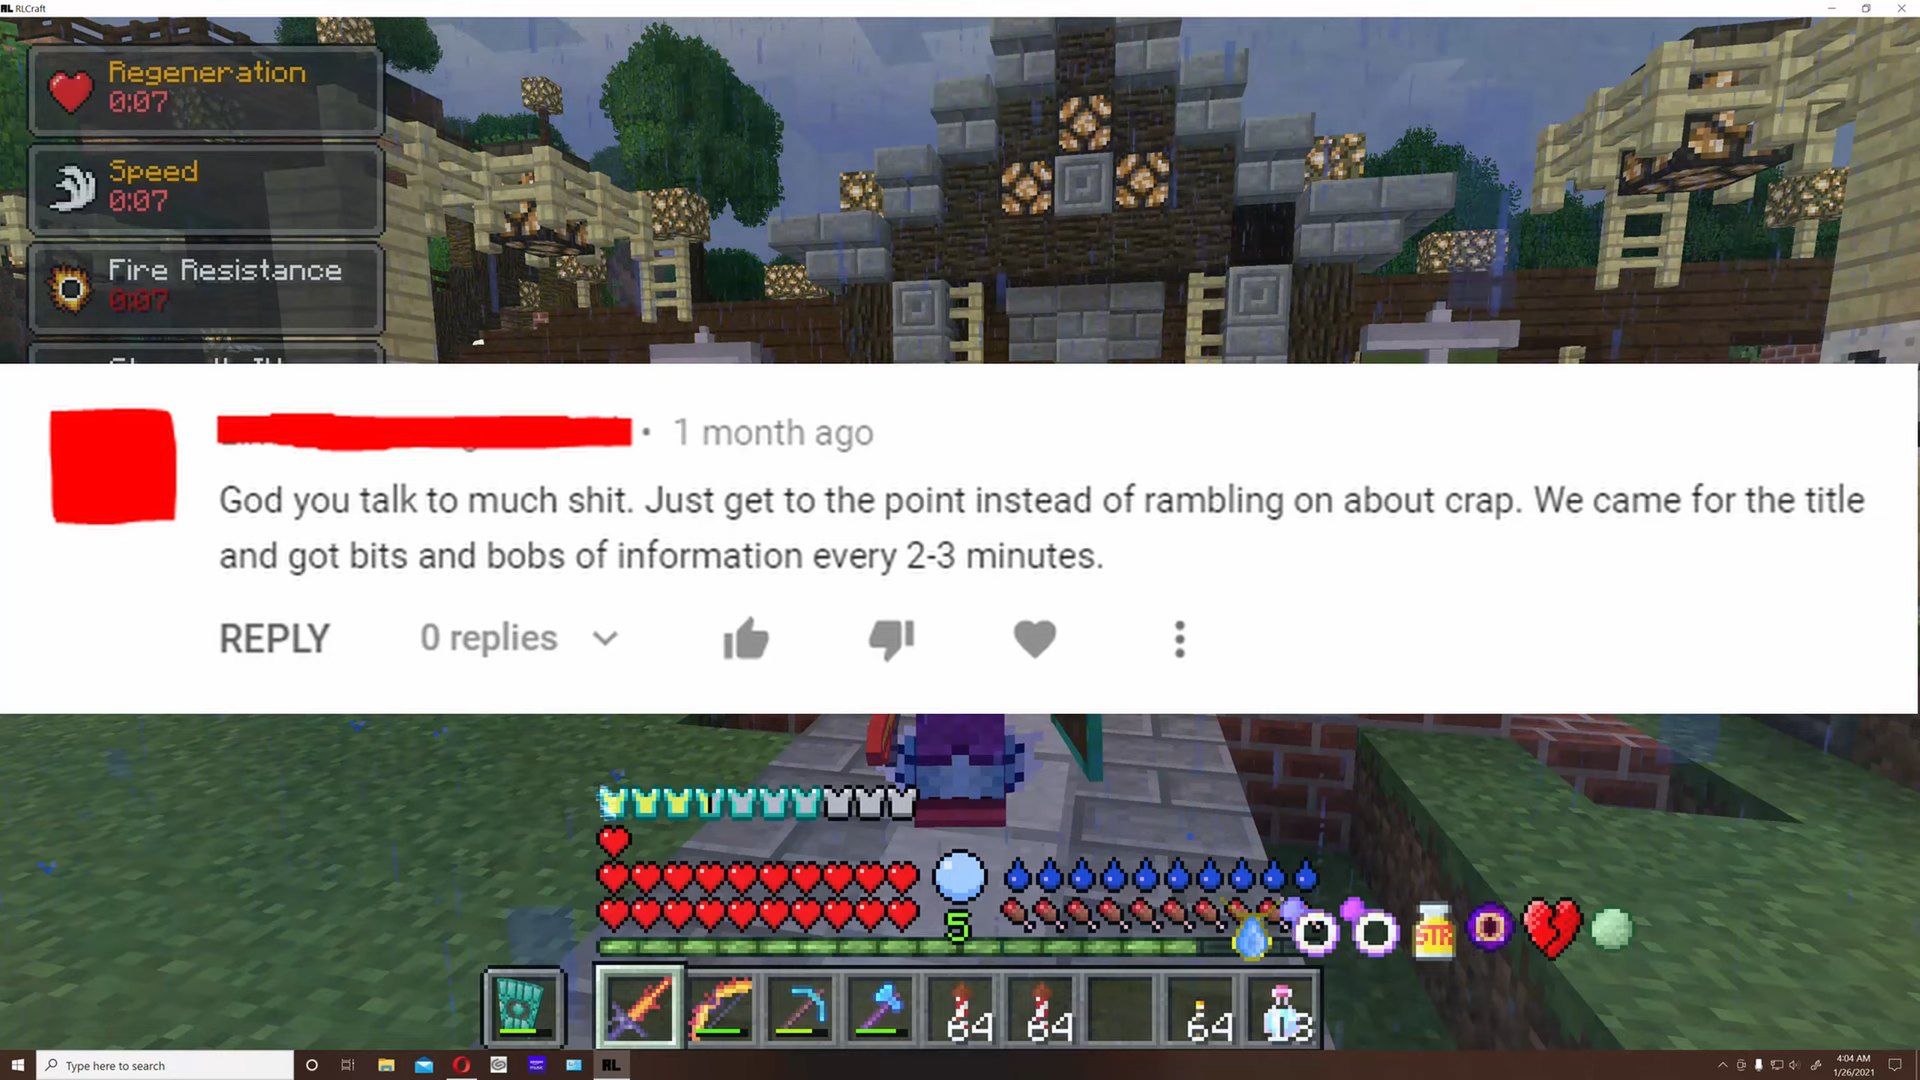 RLCraft
Regeneration
0:07
Speed
0:07
Fire Resistance
0:07
• 1 month ago
God you talk to much shit. Just get to the point instead of rambling on about crap. We came for the title
and got bits and bobs of information every 2-3 minutes.
REPLY 0 replies
5
STR
64 64 64 13
Type here to search
RL
4:04 AM
1/26/2021